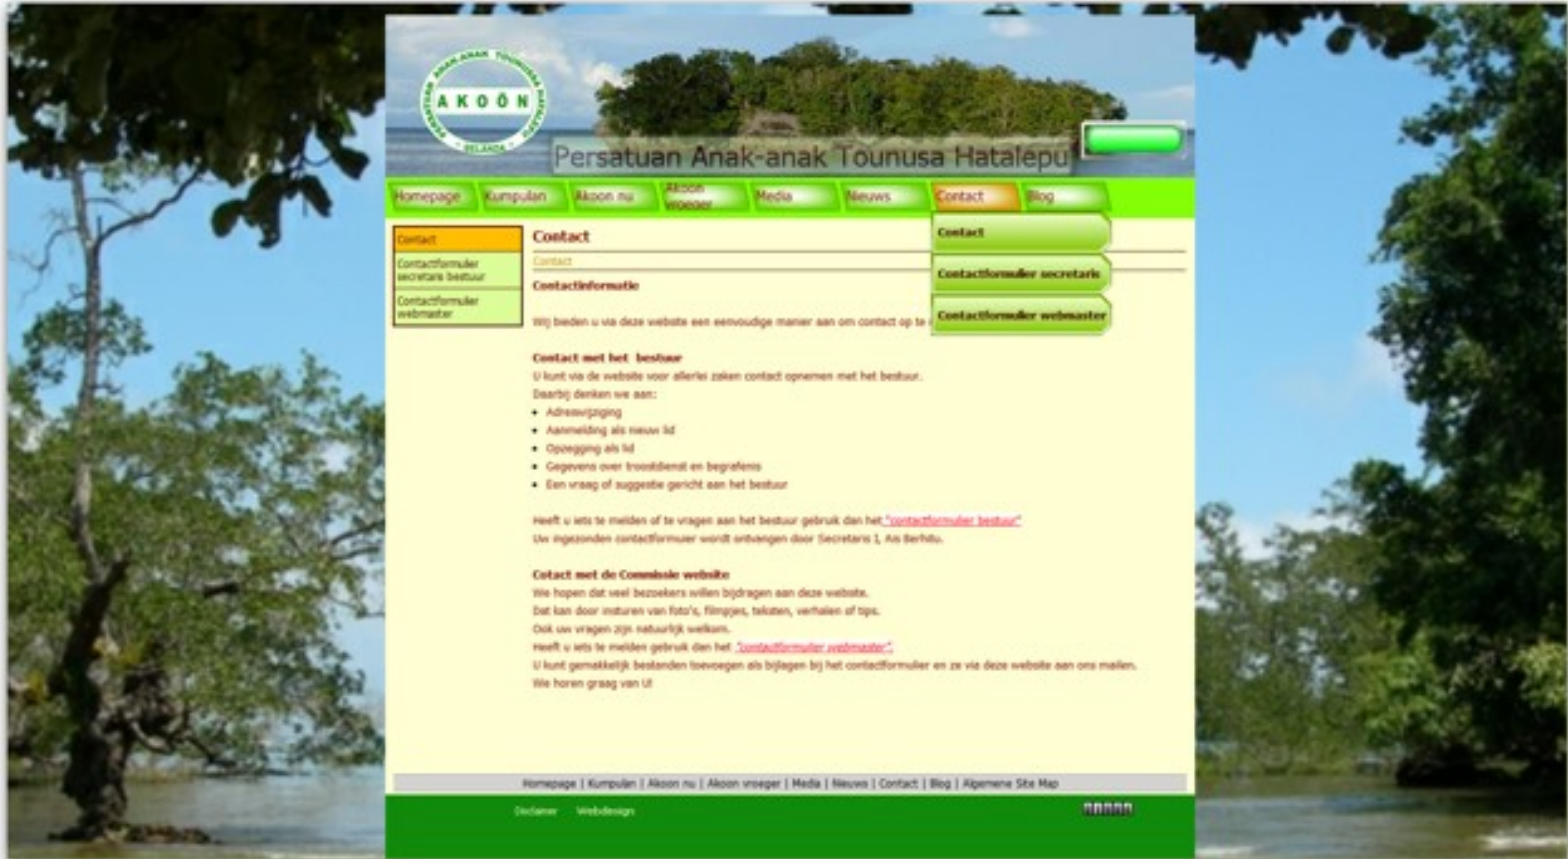 PERSATUAN ANAK-ANAK TOUNUSA HATALEPU
AKOÖN
BELANDA
Persatuan Anak-anak Tounusa Hatalepu
Homepage Kumpulan Akoon nu Akoon vroeger Media Nieuws Contact Blog
Contact
Contactformulier secretaris
Contactformulier webmaster
Contact
Contactformulier
secretaris bestuur
Contactformulier
webmaster
Contact
Contact
Contactinformatie
Wij bieden u via deze website een eenvoudige manier aan om contact op te
Contact met het bestuur
U kunt via de website voor allerlei zaken contact opnemen met het bestuur.
Daarbij denken we aan:
• Adreswijziging
• Aanmelding als nieuw lid
• Opzegging als lid
• Gegevens over troostdienst en begrafenis
• Een vraag of suggestie gericht aan het bestuur
Heeft u iets te melden of te vragen aan het bestuur gebruik dan het "contactformulier bestuur"
Uw ingezonden contactformuier wordt ontvangen door Secretaris I, Ais Berhitu.
Cotact met de Commissie website
We hopen dat veel bezoekers willen bijdragen aan deze website.
Dat kan door insturen van foto's, filmpjes, teksten, verhalen of tips.
Ook uw vragen zijn natuurlijk welkom.
Heeft u iets te melden gebruik dan het "contactformulier webmaster".
U kunt gemakkelijk bestanden toevoegen als bijlagen bij het contactformulier en ze via deze website aan ons mailen.
We horen graag van U!
Homepage | Kumpulan | Akoon nu | Akoon vroeger | Media | Nieuws | Contact | Blog | Algemene Site Map
Disclaimer Webdesign